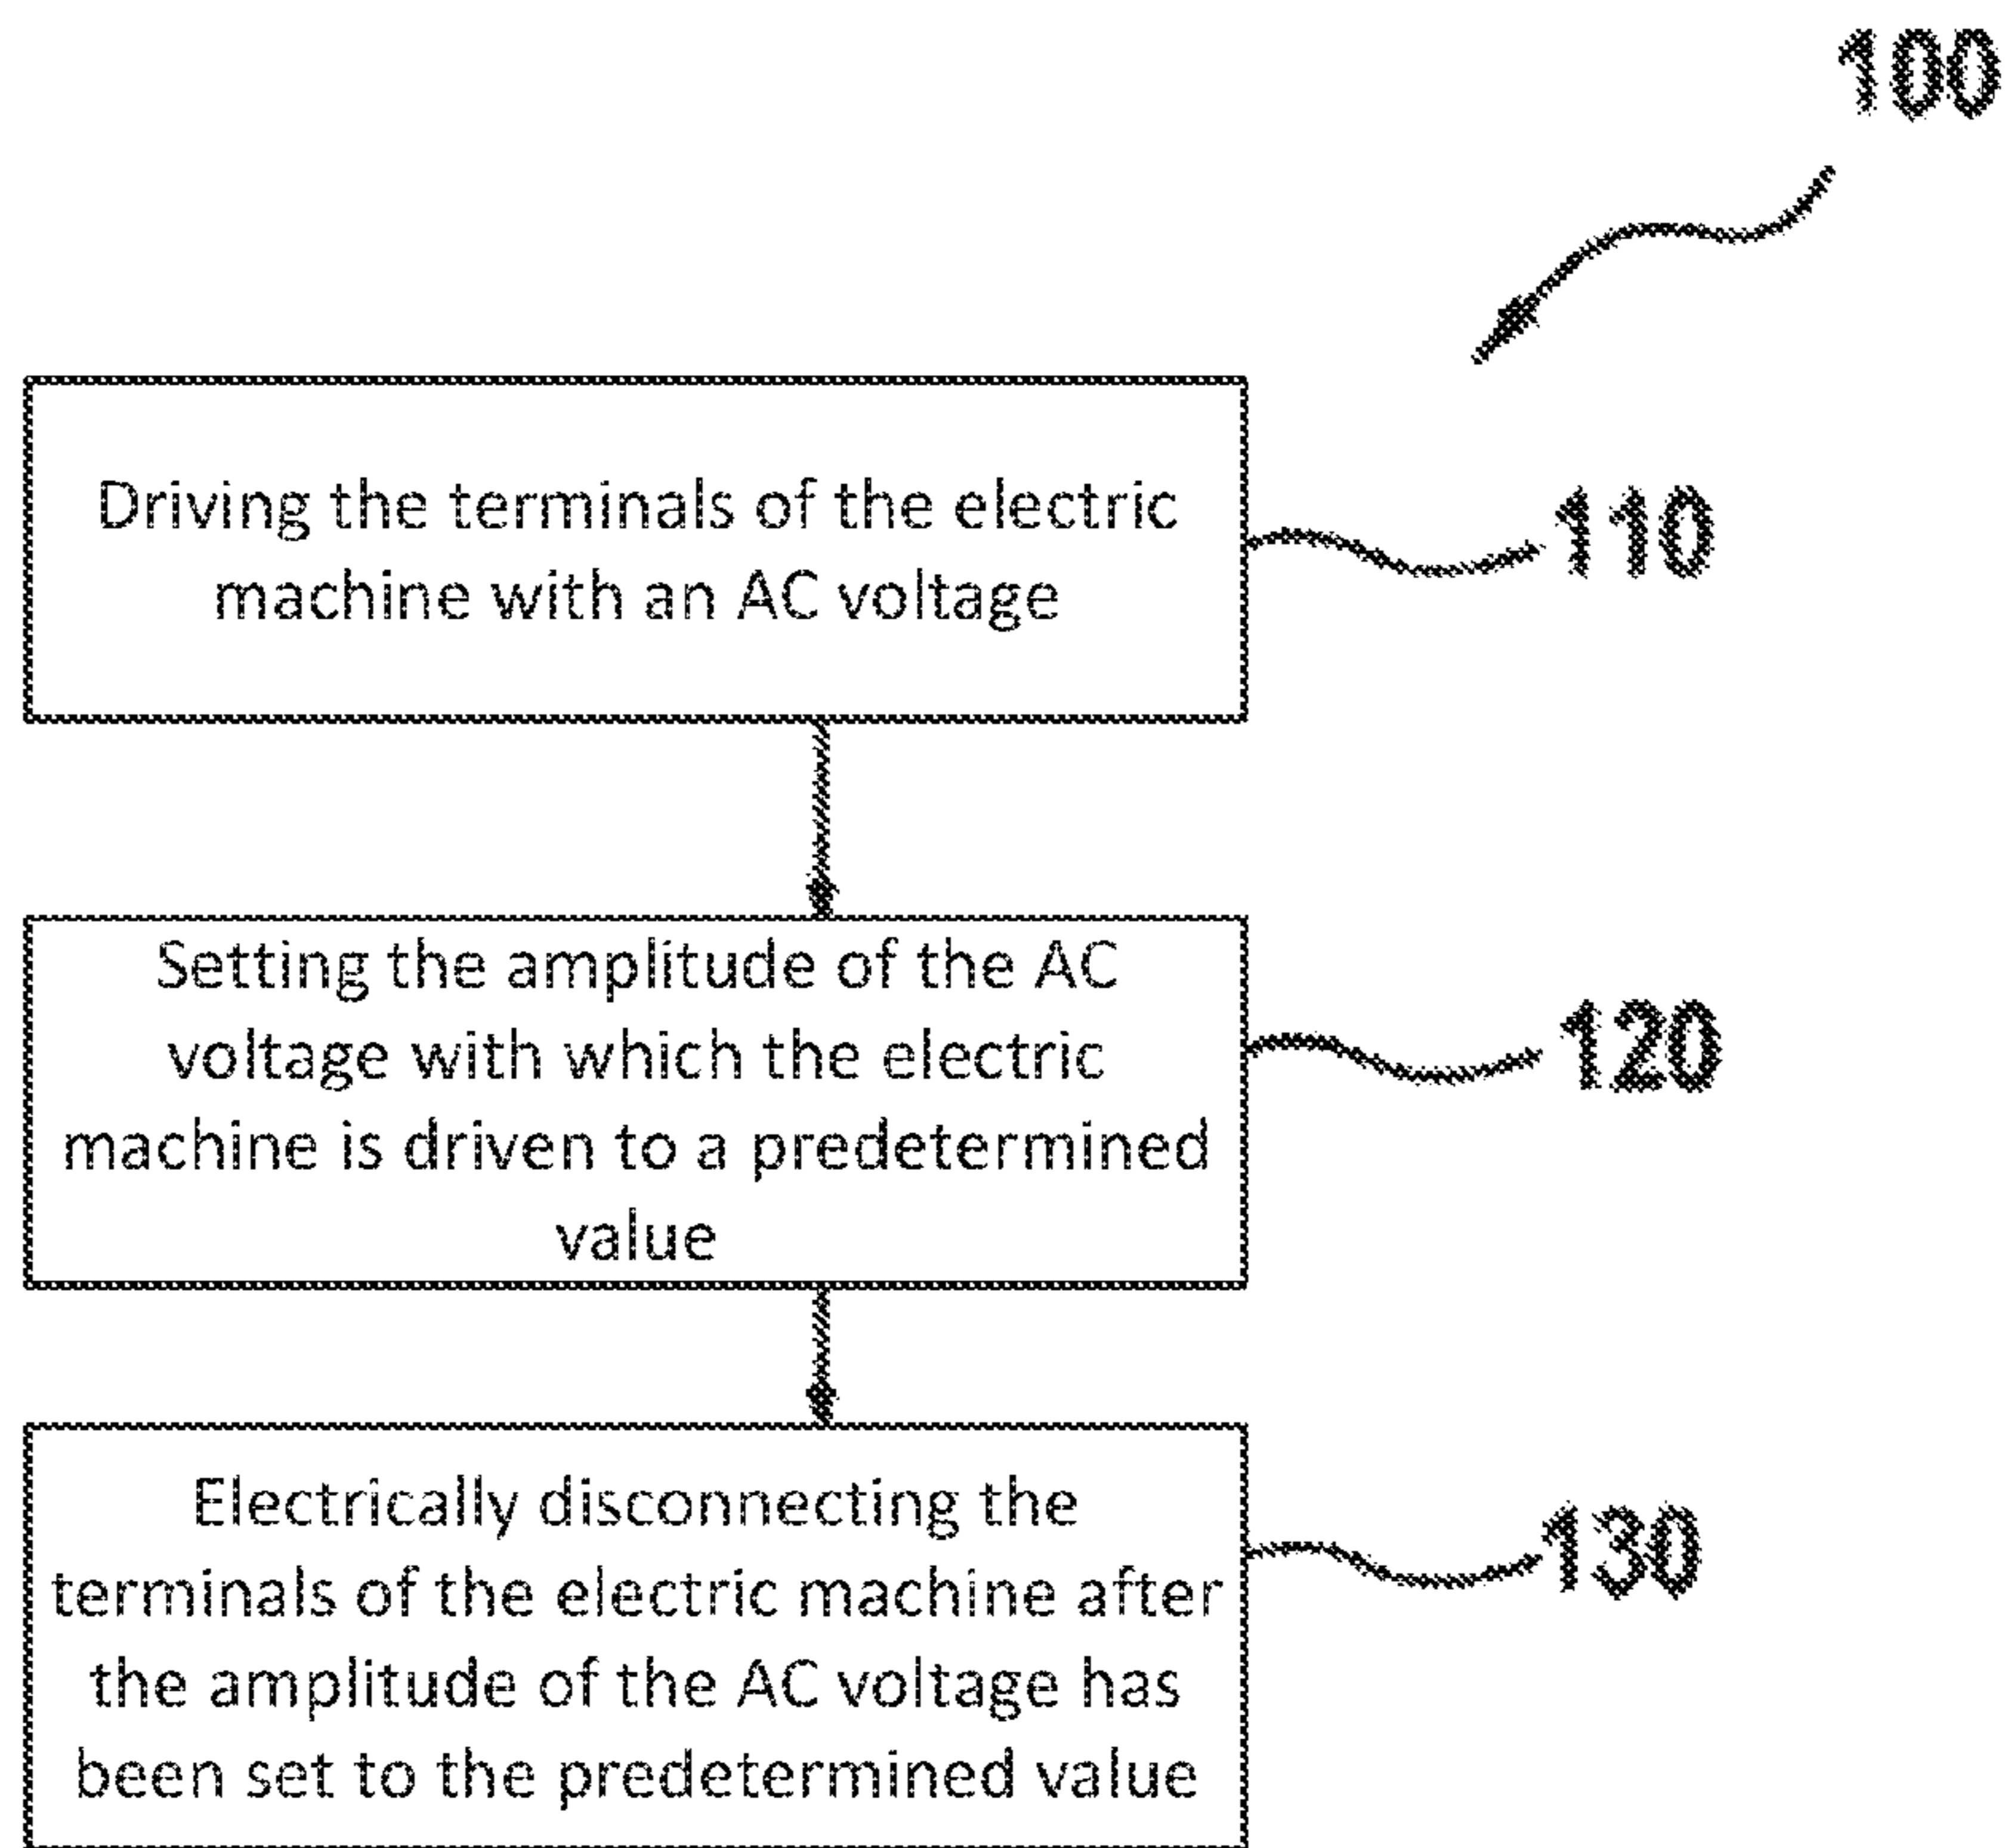 100
Driving the terminals of the electric
machine with an AC voltage
110
Setting the amplitude of the AC
voltage with which the electric
machine is driven to a predetermined
value
120
Electrically disconnecting the
terminals of the electric machine after
the amplitude of the AC voltage has
been set to the predetermined value
130